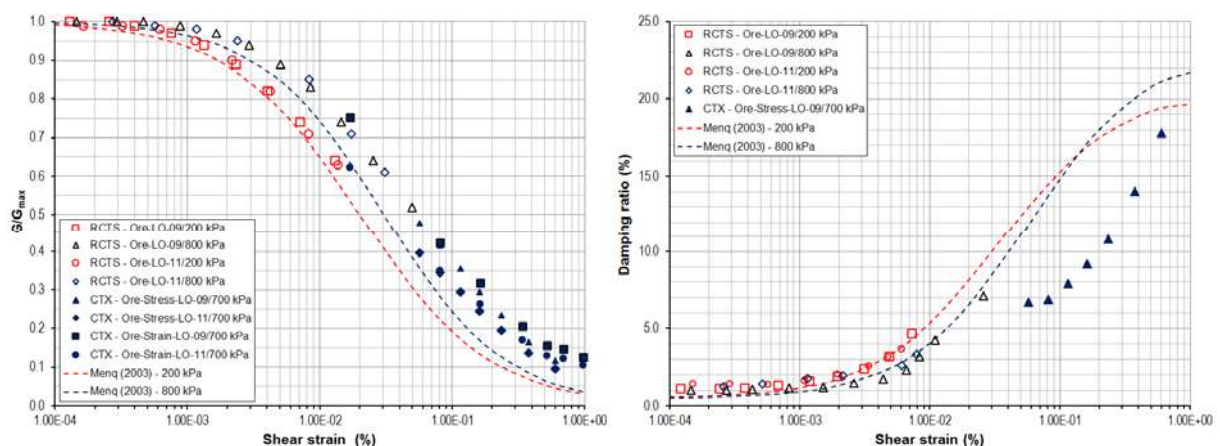 1.0
0.9
0.8
0.7
0.6
0.5
0.4
0.3
0.2
0.1
0.0
G/Gmax
RCTS - Ore-LO-09/200 kPa
RCTS - Ore-LO-09/800 kPa
RCTS - Ore-LO-11/200 kPa
RCTS - Ore-LO-11/800 kPa
CTX - Ore-Stress-LO-09/700 kPa
CTX - Ore-Stress-LO-11/700 kPa
CTX - Ore-Strain-LO-09/700 kPa
CTX - Ore-Strain-LO-11/700 kPa
Menq (2003) - 200 kPa
Menq (2003) - 800 kPa
1.00E-04 1.00E-03 1.00E-02 1.00E-01 1.00E+00
Shear strain (%)
25.0
20.0
15.0
10.0
5.0
0.0
Damping ratio (%)
RCTS - Ore-LO-09/200 kPa
RCTS - Ore-LO-09/800 kPa
RCTS - Ore-LO-11/200 kPa
RCTS - Ore-LO-11/800 kPa
CTX - Ore-Stress-LO-09/700 kPa
Menq (2003) - 200 kPa
Menq (2003) - 800 kPa
1.00E-04 1.00E-03 1.00E-02 1.00E-01 1.00E+00
Shear strain (%)